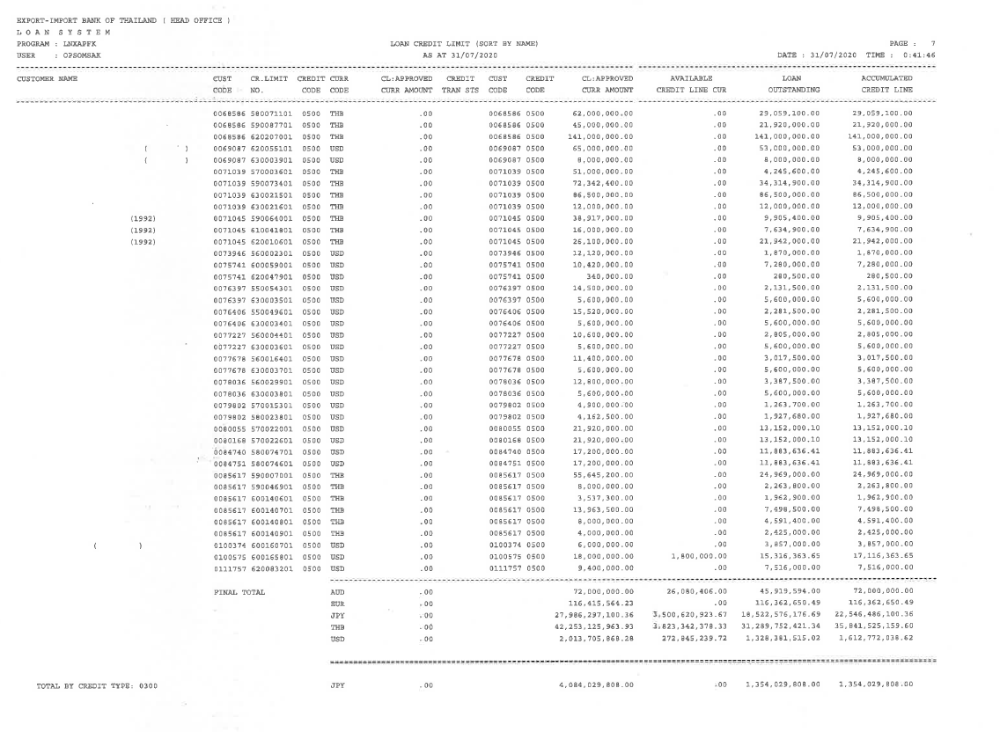 EXPORT-IMPORT BANK OF THAILAND ( HEAD OFFICE )
L O A N   S Y S T E M
PROGRAM : LNXAPFK LOAN CREDIT LIMIT (SORT BY NAME) PAGE : 7
USER : OPSOMSAK AS AT 31/07/2020 DATE : 31/07/2020 TIME : 0:41:46
CUSTOMER NAME CUST CR.LIMIT CREDIT CURR CL:APPROVED CREDIT CUST CREDIT CL:APPROVED AVAILABLE LOAN ACCUMULATED
CODE NO. CODE CODE CURR AMOUNT TRAN STS CODE CODE CURR AMOUNT CREDIT LINE CUR OUTSTANDING CREDIT LINE
0068586 580071101 0500 THB .00 0068586 0500 62,000,000.00 .00 29,059,100.00 29,059,100.00
0068586 590087701 0500 THB .00 0068586 0500 45,000,000.00 .00 21,920,000.00 21,920,000.00
0068586 620207001 0500 THB .00 0068586 0500 141,000,000.00 .00 141,000,000.00 141,000,000.00
( ) 0069087 620055101 0500 USD .00 0069087 0500 65,000,000.00 .00 53,000,000.00 53,000,000.00
( ) 0069087 630003901 0500 USD .00 0069087 0500 8,000,000.00 .00 8,000,000.00 8,000,000.00
0071039 570003601 0500 THB .00 0071039 0500 51,000,000.00 .00 4,245,600.00 4,245,600.00
0071039 590073401 0500 THB .00 0071039 0500 72,342,400.00 .00 34,314,900.00 34,314,900.00
0071039 630021501 0500 THB .00 0071039 0500 86,500,000.00 .00 86,500,000.00 86,500,000.00
0071039 630021601 0500 THB .00 0071039 0500 12,000,000.00 .00 12,000,000.00 12,000,000.00
(1992) 0071045 590064001 0500 THB .00 0071045 0500 38,917,000.00 .00 9,905,400.00 9,905,400.00
(1992) 0071045 610041801 0500 THB .00 0071045 0500 16,000,000.00 .00 7,634,900.00 7,634,900.00
(1992) 0071045 620010601 0500 THB .00 0071045 0500 26,100,000.00 .00 21,942,000.00 21,942,000.00
0073946 560002301 0500 USD .00 0073946 0500 12,120,000.00 .00 1,870,000.00 1,870,000.00
0075741 600059001 0500 USD .00 0075741 0500 10,420,000.00 .00 7,280,000.00 7,280,000.00
0075741 620047901 0500 USD .00 0075741 0500 340,000.00 .00 280,500.00 280,500.00
0076397 550054301 0500 USD .00 0076397 0500 14,500,000.00 .00 2,131,500.00 2,131,500.00
0076397 630003501 0500 USD .00 0076397 0500 5,600,000.00 .00 5,600,000.00 5,600,000.00
0076406 550049601 0500 USD .00 0076406 0500 15,520,000.00 .00 2,281,500.00 2,281,500.00
0076406 630003401 0500 USD .00 0076406 0500 5,600,000.00 .00 5,600,000.00 5,600,000.00
0077227 560004401 0500 USD .00 0077227 0500 10,600,000.00 .00 2,805,000.00 2,805,000.00
0077227 630003601 0500 USD .00 0077227 0500 5,600,000.00 .00 5,600,000.00 5,600,000.00
0077678 560016401 0500 USD .00 0077678 0500 11,400,000.00 .00 3,017,500.00 3,017,500.00
0077678 630003701 0500 USD .00 0077678 0500 5,600,000.00 .00 5,600,000.00 5,600,000.00
0078036 560029901 0500 USD .00 0078036 0500 12,800,000.00 .00 3,387,500.00 3,387,500.00
0078036 630003801 0500 USD .00 0078036 0500 5,600,000.00 .00 5,600,000.00 5,600,000.00
0079802 570015301 0500 USD .00 0079802 0500 4,900,000.00 .00 1,263,700.00 1,263,700.00
0079802 580023801 0500 USD .00 0079802 0500 4,162,500.00 .00 1,927,680.00 1,927,680.00
0080055 570022001 0500 USD .00 0080055 0500 21,920,000.00 .00 13,152,000.10 13,152,000.10
0080168 570022601 0500 USD .00 0080168 0500 21,920,000.00 .00 13,152,000.10 13,152,000.10
0084740 580074701 0500 USD .00 0084740 0500 17,200,000.00 .00 11,883,636.41 11,883,636.41
0084751 580074601 0500 USD .00 0084751 0500 17,200,000.00 .00 11,883,636.41 11,883,636.41
0085617 590007001 0500 THB .00 0085617 0500 55,645,200.00 .00 24,969,000.00 24,969,000.00
0085617 590046901 0500 THB .00 0085617 0500 8,000,000.00 .00 2,263,800.00 2,263,800.00
0085617 600140601 0500 THB .00 0085617 0500 3,537,300.00 .00 1,962,900.00 1,962,900.00
0085617 600140701 0500 THB .00 0085617 0500 13,963,500.00 .00 7,498,500.00 7,498,500.00
0085617 600140801 0500 THB .00 0085617 0500 8,000,000.00 .00 4,591,400.00 4,591,400.00
0085617 600140901 0500 THB .00 0085617 0500 4,000,000.00 .00 2,425,000.00 2,425,000.00
( ) 0100374 600160701 0500 USD .00 0100374 0500 6,000,000.00 .00 3,857,000.00 3,857,000.00
0100575 600165801 0500 USD .00 0100575 0500 18,000,000.00 1,800,000.00 15,316,363.65 17,116,363.65
0111757 620083201 0500 USD .00 0111757 0500 9,400,000.00 .00 7,516,000.00 7,516,000.00
FINAL TOTAL AUD .00 72,000,000.00 26,080,406.00 45,919,594.00 72,000,000.00
EUR .00 116,415,564.23 .00 116,362,650.49 116,362,650.49
JPY .00 27,986,297,100.36 3,500,620,923.67 18,522,576,176.69 22,546,486,100.36
THB .00 42,253,125,963.93 3,823,342,378.33 31,289,752,421.34 35,841,525,159.60
USD .00 2,013,705,868.28 272,845,239.72 1,328,381,515.02 1,612,772,038.62
TOTAL BY CREDIT TYPE: 0300 JPY .00 4,084,029,808.00 .00 1,354,029,808.00 1,354,029,808.00